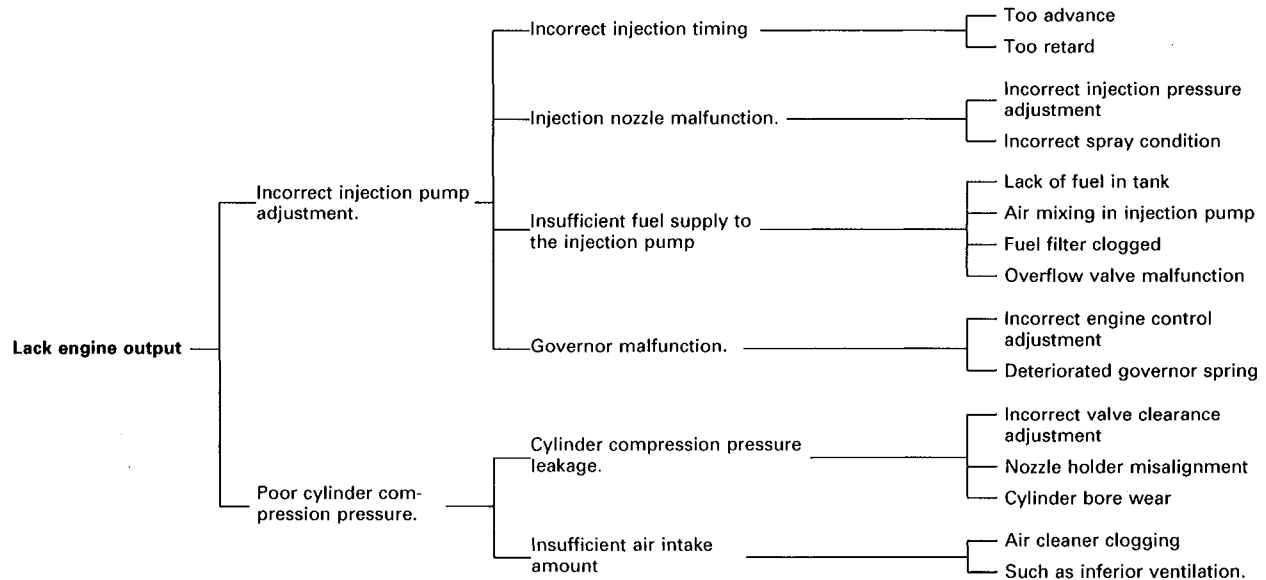 Lack engine output
Incorrect injection pump
adjustment.
Incorrect injection timing
Too advance
Too retard
Injection nozzle malfunction.
Incorrect injection pressure
adjustment
Incorrect spray condition
Insufficient fuel supply to
the injection pump
Lack of fuel in tank
Air mixing in injection pump
Fuel filter clogged
Overflow valve malfunction
Governor malfunction.
Incorrect engine control
adjustment
Deteriorated governor spring
Poor cylinder com-
pression pressure.
Cylinder compression pressure
leakage.
Incorrect valve clearance
adjustment
Nozzle holder misalignment
Cylinder bore wear
Insufficient air intake
amount
Air cleaner clogging
Such as inferior ventilation.